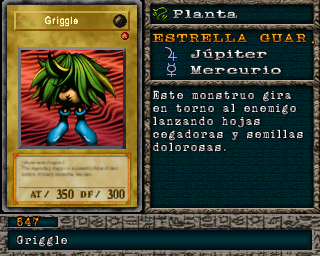 Griggle
AT/ 350 DF/ 300
Planta
ESTRELLA GUAR.
Júpiter
Mercurio
Este monstruo gira
en torno al enemigo
lanzando hojas
cegadoras y semillas
dolorosas.
547
Griggle